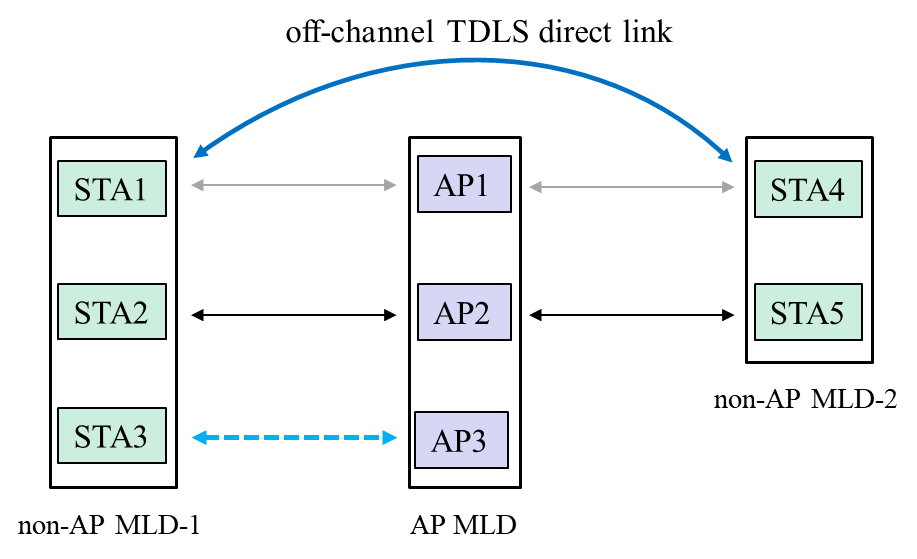 off-channel TDLS direct link
STA1
AP1
STA4
STA2
AP2
STA5
STA3
AP3
non-AP MLD-2
non-AP MLD-1
AP MLD